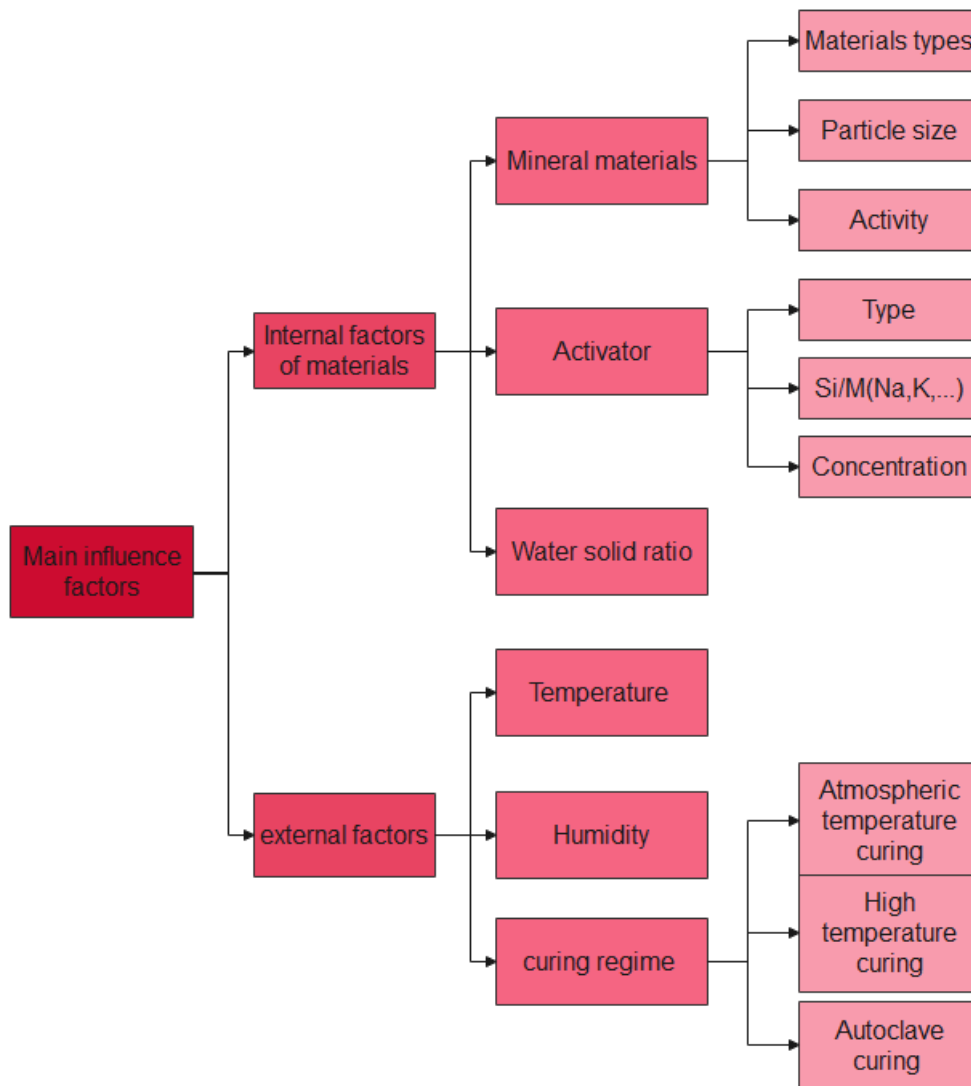 Main influence
factors
Internal factors
of materials
external factors
Mineral materials
Activator
Water solid ratio
Temperature
Humidity
curing regime
Materials types
Particle size
Activity
Type
Si/M(Na,K,...)
Concentration
Atmospheric
temperature
curing
High
temperature
curing
Autoclave
curing